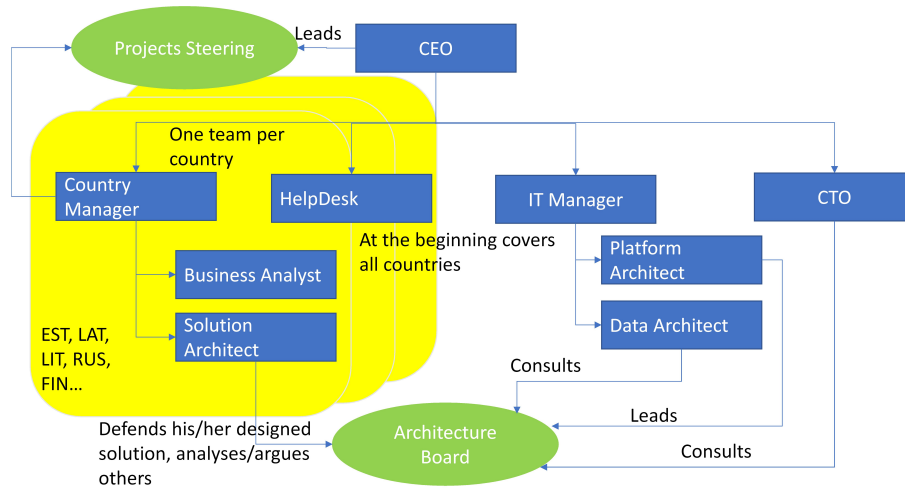 Projects Steering
Leads
CEO
One team per
country
Country
Manager
HelpDesk
IT Manager
CTO
At the beginning covers
all countries
Platform
Architect
Business Analyst
Solution
Architect
Data Architect
EST, LAT,
LIT, RUS,
FIN...
Consults
Leads
Defends his/her designed
solution, analyses/argues
others
Architecture
Board
Consults